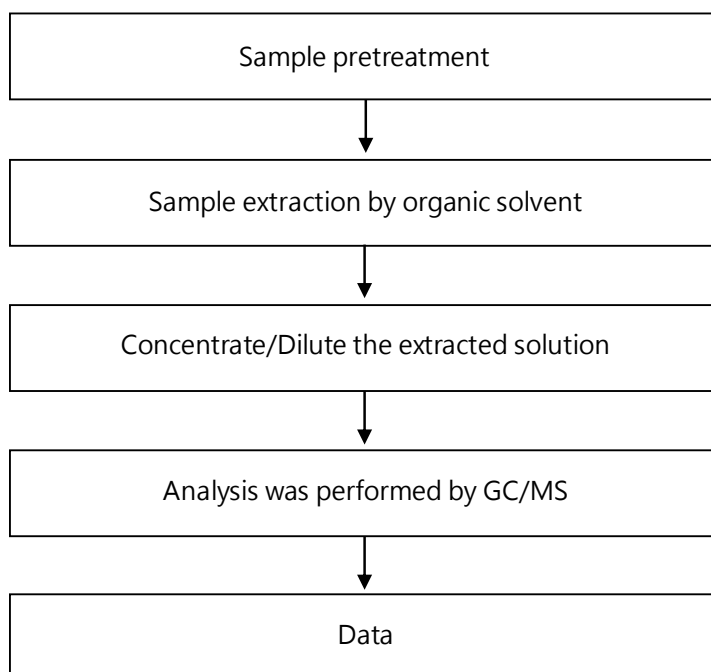 Sample pretreatment
Sample extraction by organic solvent
Concentrate/Dilute the extracted solution
Analysis was performed by GC/MS
Data